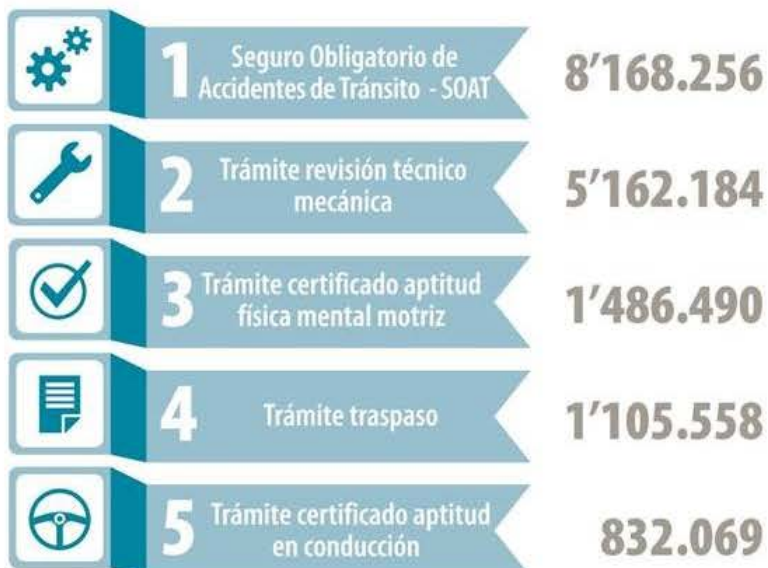 1
Seguro Obligatorio de
Accidentes de Tránsito - SOAT
8’168.256
2
Trámite revisión técnico
mecánica
5’162.184
3
Trámite certificado aptitud
física mental motriz
1’486.490
4
Trámite traspaso
1’105.558
5
Trámite certificado aptitud
en conducción
832.069